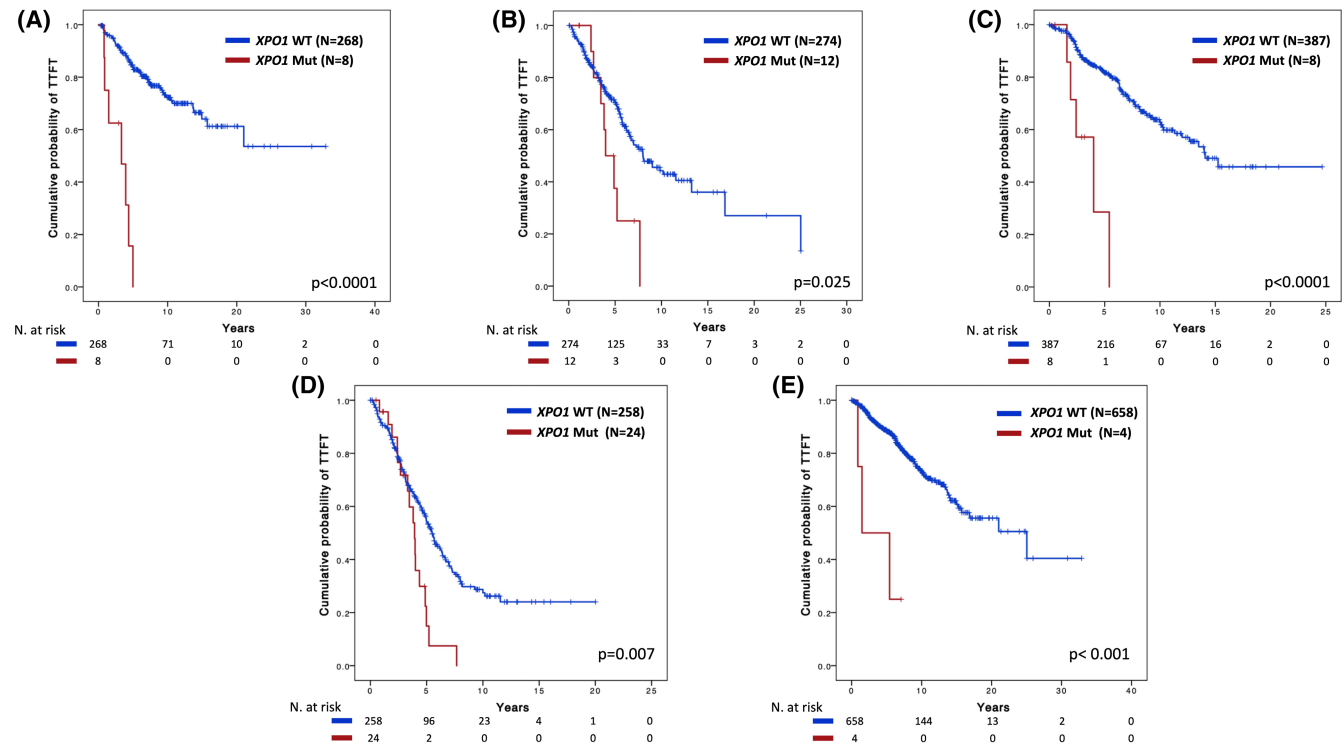 (A)
Cumulative probability of TTFT
1.0
0.8
0.6
0.4
0.2
0.0
XPO1 WT (N=268)
XPO1 Mut (N=8)
p<0.0001
0 10 20 30 40
Years
N. at risk
268 71 10 2 0
8 0 0 0 0
(B)
Cumulative probability of TTFT
1.0
0.8
0.6
0.4
0.2
0.0
XPO1 WT (N=274)
XPO1 Mut (N=12)
p=0.025
0 5 10 15 20 25 30
Years
N. at risk
274 125 33 7 3 2 0
12 3 0 0 0 0 0
(C)
Cumulative probability of TTFT
1.0
0.8
0.6
0.4
0.2
0.0
XPO1 WT (N=387)
XPO1 Mut (N=8)
p<0.0001
0 5 10 15 20 25
Years
N. at risk
387 216 67 16 2 0
8 1 0 0 0 0
(D)
Cumulative probability of TTFT
1.0
0.8
0.6
0.4
0.2
0.0
XPO1 WT (N=258)
XPO1 Mut (N=24)
p=0.007
0 5 10 15 20 25
Years
N. at risk
258 96 23 4 1 0
24 2 0 0 0 0
(E)
Cumulative probability of TTFT
1.0
0.8
0.6
0.4
0.2
0.0
XPO1 WT (N=658)
XPO1 Mut (N=4)
p< 0.001
0 10 20 30 40
Years
N. at risk
658 144 13 2 0
4 0 0 0 0